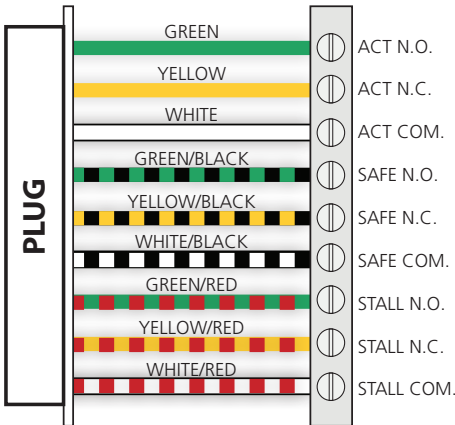 PLUG
GREEN ACT N.O.
YELLOW ACT N.C.
WHITE ACT COM.
GREEN/BLACK SAFE N.O.
YELLOW/BLACK SAFE N.C.
WHITE/BLACK SAFE COM.
GREEN/RED STALL N.O.
YELLOW/RED STALL N.C.
WHITE/RED STALL COM.